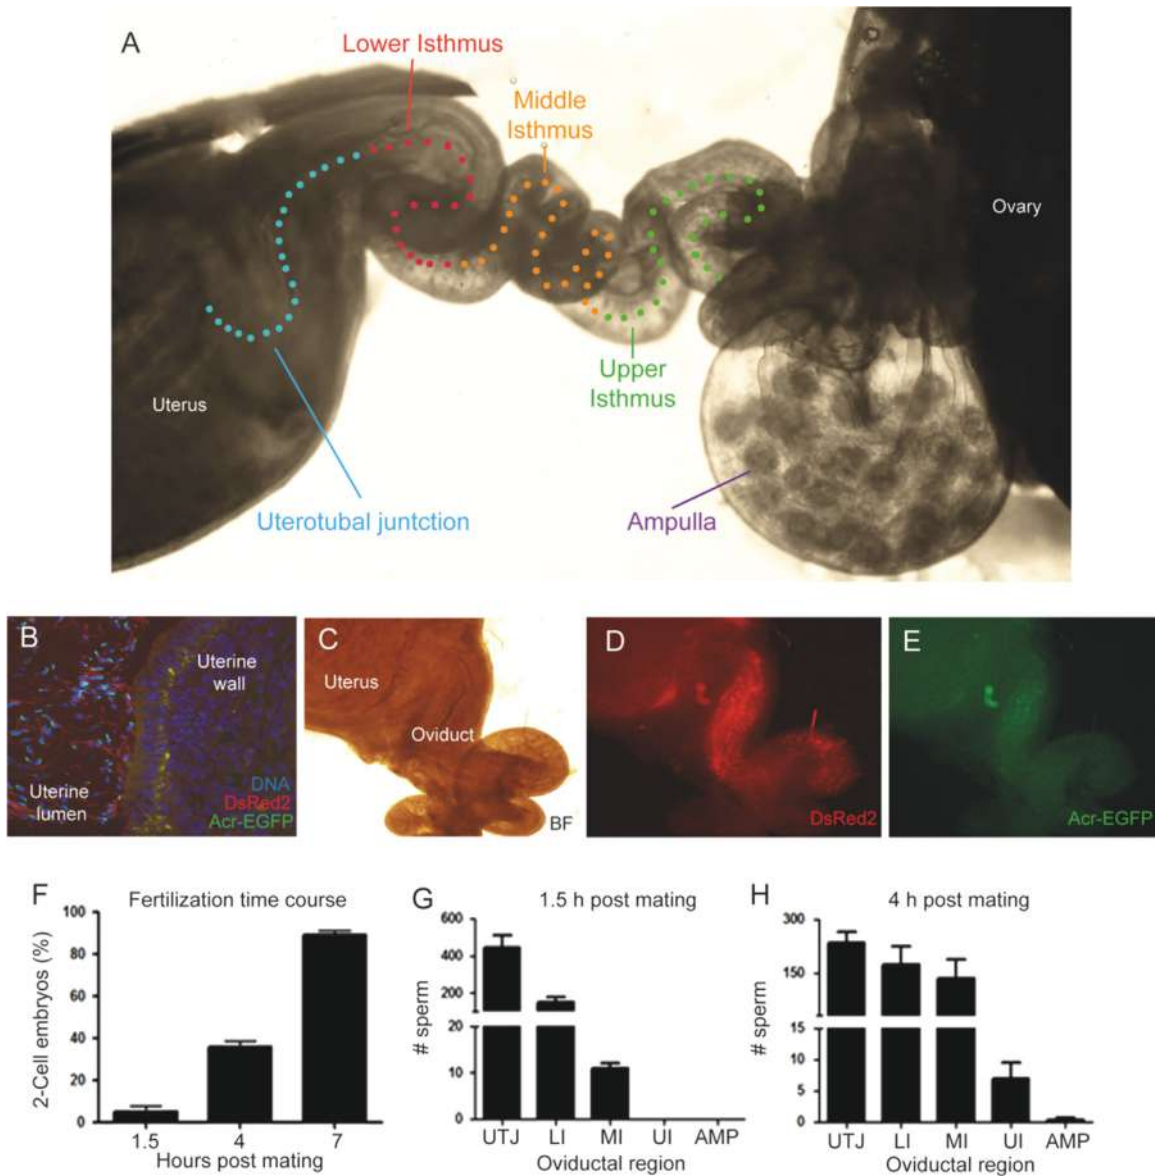 A
Lower Isthmus
Middle
Isthmus
Ovary
Upper
Isthmus
Uterus
Uterotubal juntction
Ampulla
B
Uterine
wall
Uterine
lumen
DNA
DsRed2
Acr-EGFP
C
Uterus
Oviduct
BF
D
DsRed2
E
Acr-EGFP
F
Fertilization time course
2-Cell embryos (%)
100
80
60
40
20
0
1.5 4 7
Hours post mating
G
1.5 h post mating
# sperm
600
400
200
20
10
0
UTJ LI MI UI AMP
Oviductal region
H
4 h post mating
# sperm
300
150
15
10
5
0
UTJ LI MI UI AMP
Oviductal region